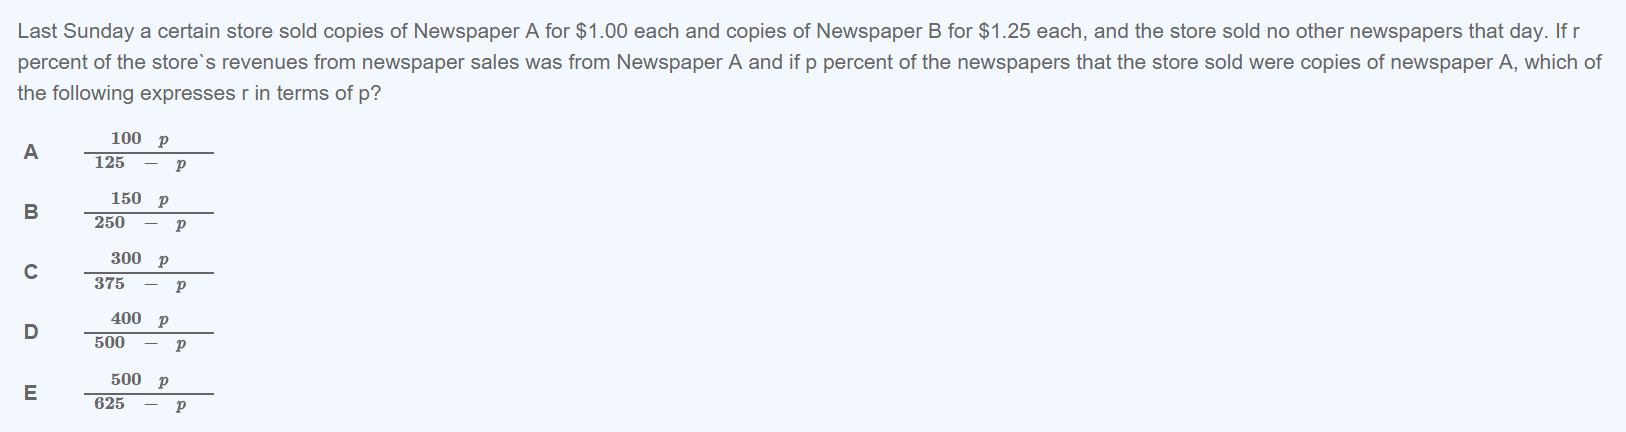 Last Sunday a certain store sold copies of Newspaper A for $1.00 each and copies of Newspaper B for $1.25 each, and the store sold no other newspapers that day. If r
percent of the store`s revenues from newspaper sales was from Newspaper A and if p percent of the newspapers that the store sold were copies of newspaper A, which of
the following expresses r in terms of p?
A
100 p
125 − p
B
150 p
250 − p
C
300 p
375 − p
D
400 p
500 − p
E
500 p
625 − p